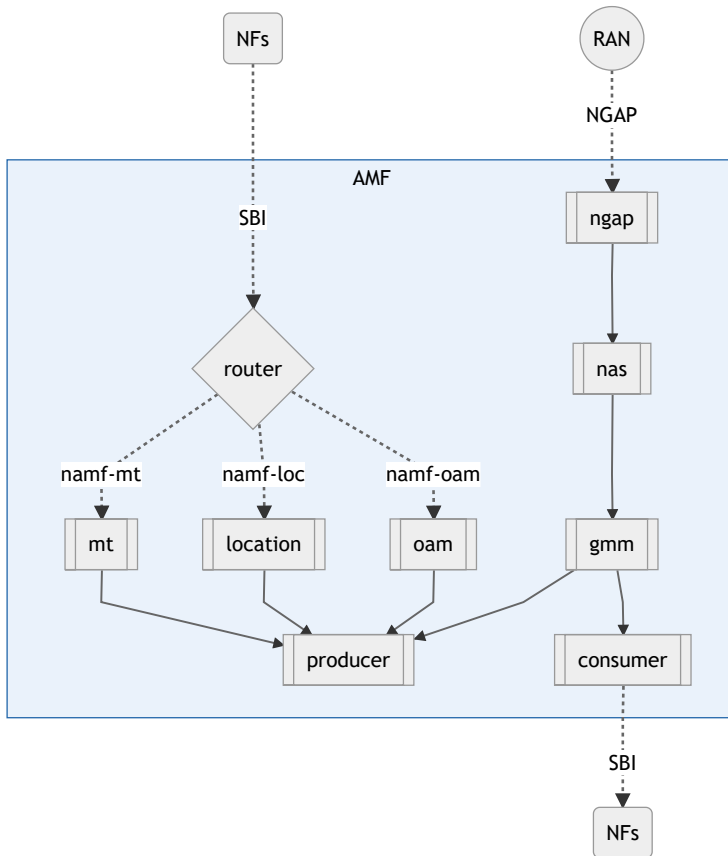 NFs
RAN
NGAP
AMF
ngap
SBI
router
nas
namf-mt
namf-loc
namf-oam
mt
location
oam
gmm
producer
consumer
SBI
NFs